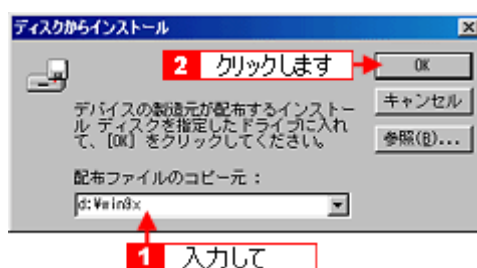 ディスクからインストール
2 クリックします
OK
デバイスの製造元が配布するインストー
ル ディスクを指定したドライブに入れ
て、[OK] をクリックしてください。
キャンセル
参照(R)...
配布ファイルのコピー元：
d:¥win9x
1 入力して